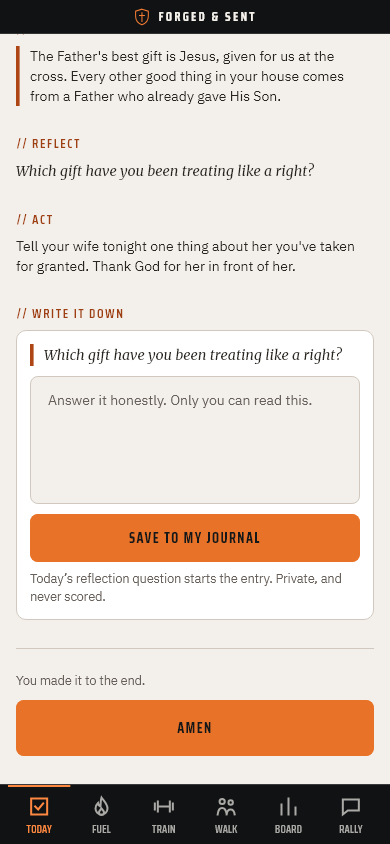 FORGED & SENT
The Father's best gift is Jesus, given for us at the
cross. Every other good thing in your house comes
from a Father who already gave His Son.
// REFLECT
Which gift have you been treating like a right?
// ACT
Tell your wife tonight one thing about her you've taken
for granted. Thank God for her in front of her.
// WRITE IT DOWN
Which gift have you been treating like a right?
Answer it honestly. Only you can read this.
SAVE TO MY JOURNAL
Today's reflection question starts the entry. Private, and
never scored.
You made it to the end.
AMEN
TODAY FUEL TRAIN WALK BOARD RALLY